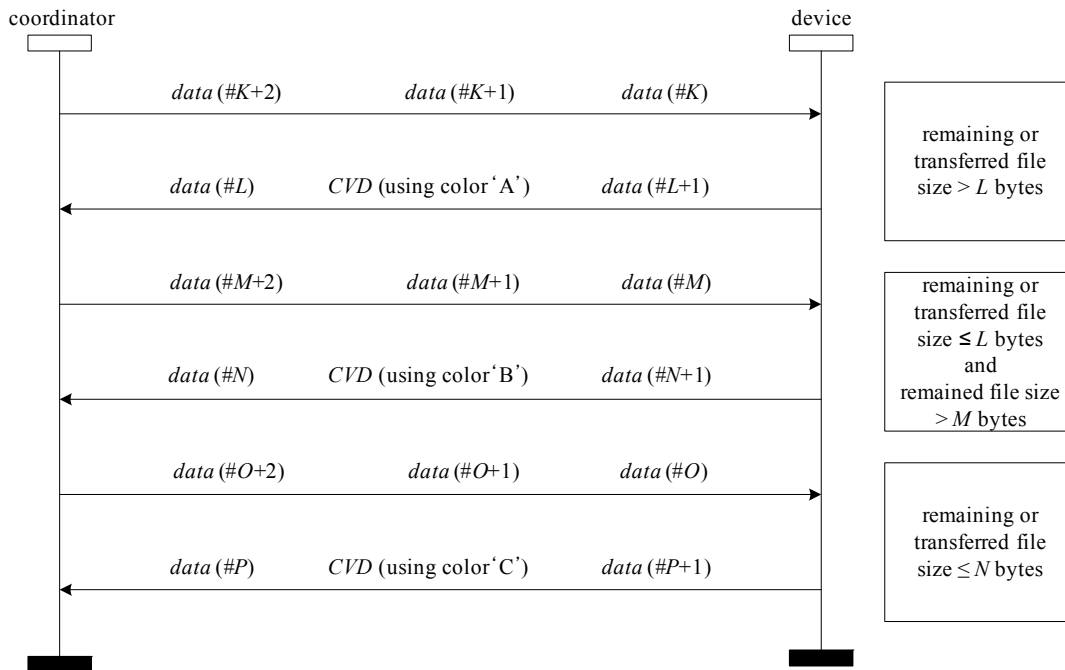 coordinator
device
data (#K+2) data (#K+1) data (#K)
data (#L) CVD (using color ‘A’) data (#L+1)
remaining or
transferred file
size > L bytes
data (#M+2) data (#M+1) data (#M)
data (#N) CVD (using color ‘B’) data (#N+1)
remaining or
transferred file
size ≤ L bytes
and
remained file size
> M bytes
data (#O+2) data (#O+1) data (#O)
data (#P) CVD (using color ‘C’) data (#P+1)
remaining or
transferred file
size ≤ N bytes